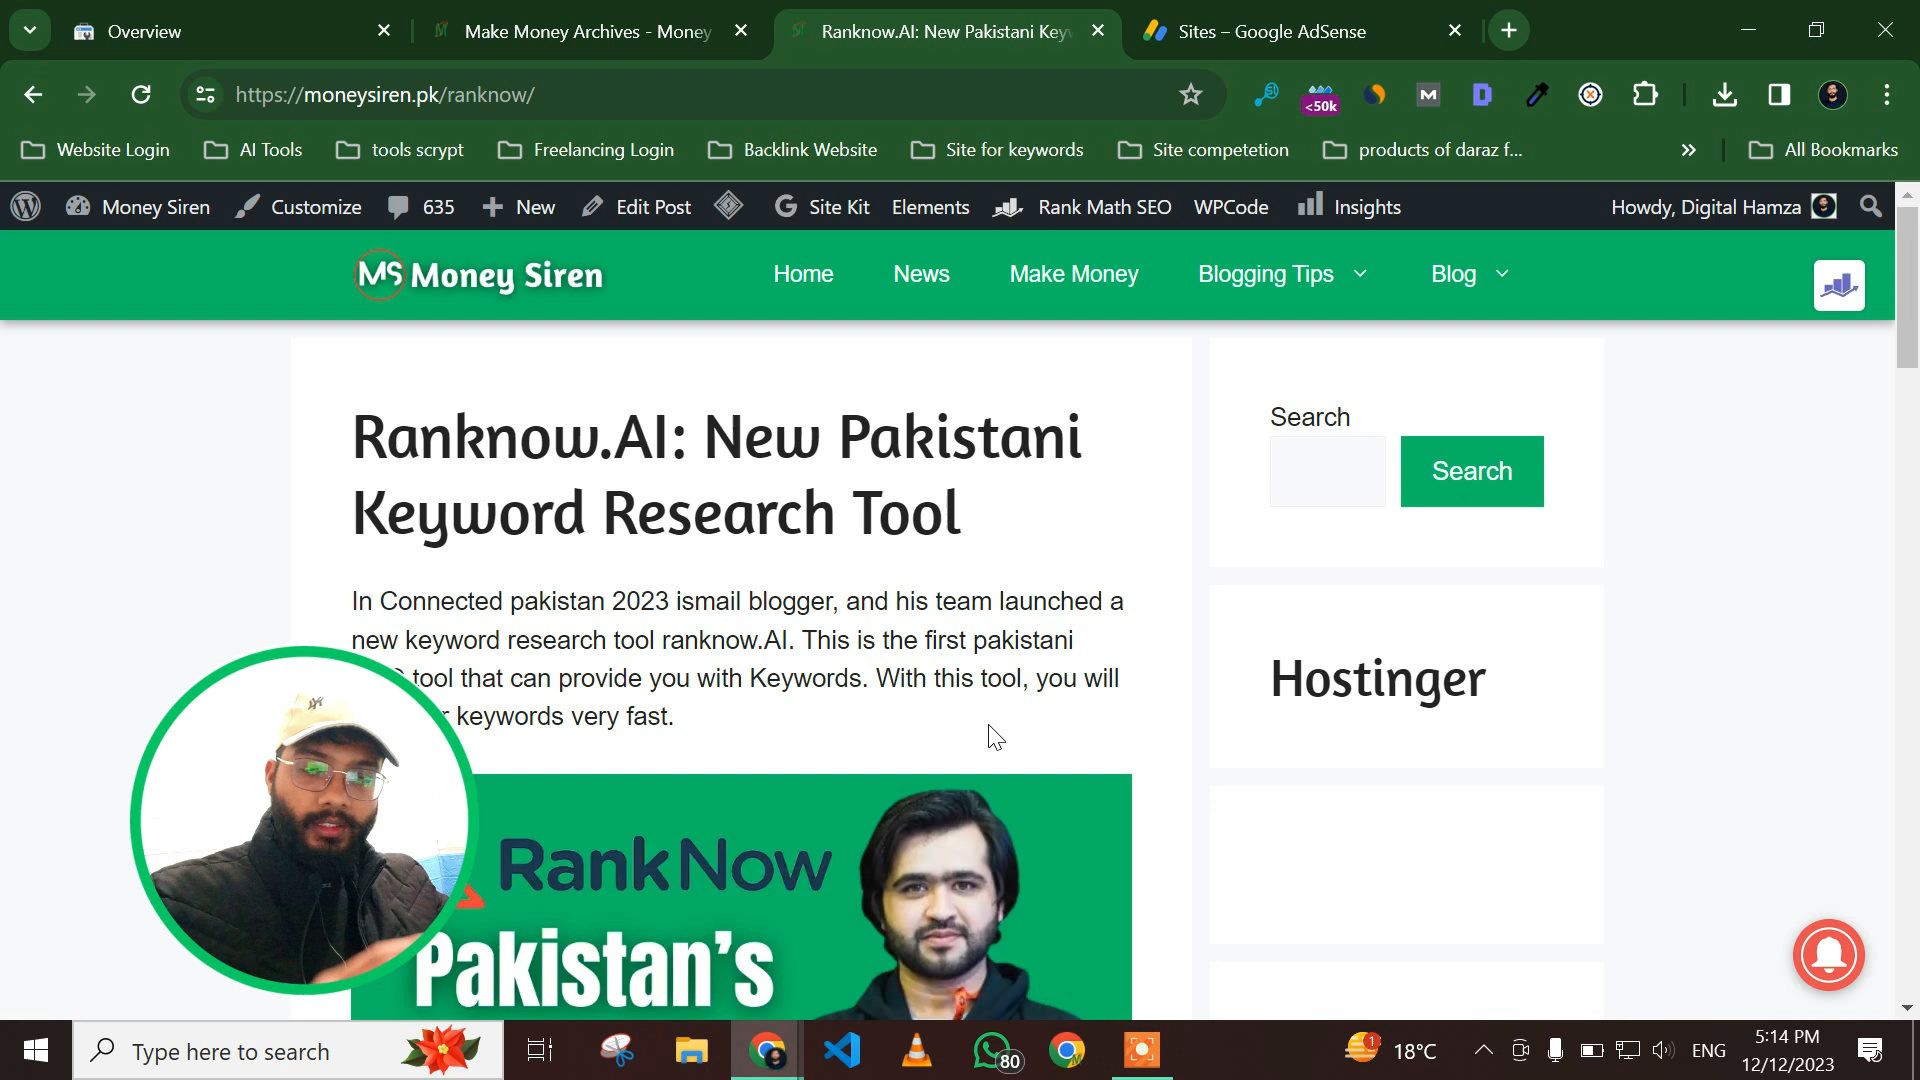 Overview
Make Money Archives - Money
Ranknow.AI: New Pakistani Key
Sites – Google AdSense
https://moneysiren.pk/ranknow/
<50k
M
D
Website Login
AI Tools
tools scrypt
Freelancing Login
Backlink Website
Site for keywords
Site competetion
products of daraz f...
All Bookmarks
Money Siren
Customize
635
New
Edit Post
Site Kit
Elements
Rank Math SEO
WPCode
Insights
Howdy, Digital Hamza
MS Money Siren
Home
News
Make Money
Blogging Tips
Blog
Ranknow.AI: New Pakistani
Keyword Research Tool
In Connected pakistan 2023 ismail blogger, and his team launched a
new keyword research tool ranknow.AI. This is the first pakistani
tool that can provide you with Keywords. With this tool, you will
keywords very fast.
Search
Search
Hostinger
RankNow
Pakistan's
Type here to search
80
1
18°C
ENG
5:14 PM
12/12/2023